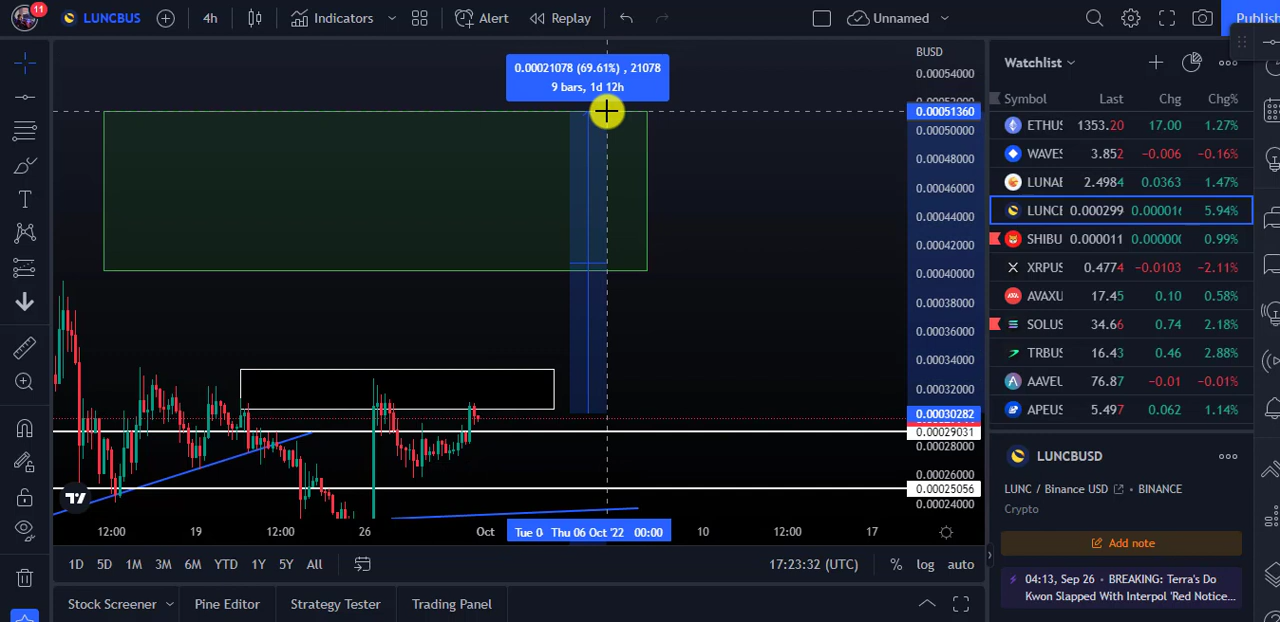 11
LUNCBUS
4h
Indicators
Alert
Replay
Unnamed
Publish
0.00021078 (69.61%) , 21078
9 bars, 1d 12h
BUSD
0.00054000
0.00051360
0.00050000
0.00048000
0.00046000
0.00044000
0.00042000
0.00040000
0.00038000
0.00036000
0.00034000
0.00032000
0.00030282
0.00029031
0.00028000
0.00026000
0.00025056
0.00024000
12:00
19
12:00
26
Oct
Thu 06 Oct '22 00:00
10
12:00
17
1D 5D 1M 3M 6M YTD 1Y 5Y All
17:23:32 (UTC)
% log auto
Stock Screener
Pine Editor
Strategy Tester
Trading Panel
Watchlist
Symbol Last Chg Chg%
ETHUS 1353.20 17.00 1.27%
WAVES 3.852 -0.006 -0.16%
LUNAE 2.4984 0.0363 1.47%
LUNCE 0.000299 0.000016 5.94%
SHIBU 0.000011 0.000000 0.99%
XRPUS 0.4774 -0.0103 -2.11%
AVAXU 17.45 0.10 0.58%
SOLUS 34.66 0.74 2.18%
TRBUS 16.43 0.46 2.88%
AAVEU 76.87 -0.01 -0.01%
APEUS 5.497 0.062 1.14%
LUNCBUSD
LUNC / Binance USD • BINANCE
Crypto
Add note
04:13, Sep 26 • BREAKING: Terra's Do
Kwon Slapped With Interpol 'Red Notice...